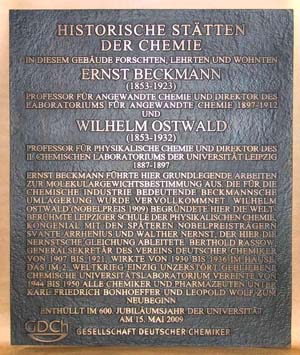 HISTORISCHE STÄTTEN
DER CHEMIE
IN DIESEM GEBÄUDE FORSCHTEN, LEHRTEN UND WOHNTEN
ERNST BECKMANN
(1853-1923)
PROFESSOR FÜR ANGEWANDTE CHEMIE UND DIREKTOR DES
LABORATORIUMS FÜR ANGEWANDTE CHEMIE 1897-1912
UND
WILHELM OSTWALD
(1853-1932)
PROFESSOR FÜR PHYSIKALISCHE CHEMIE UND DIREKTOR DES
II. CHEMISCHEN LABORATORIUMS DER UNIVERSITÄT LEIPZIG
1887-1897
ERNST BECKMANN FÜHRTE HIER GRUNDLEGENDE ARBEITEN
ZUR MOLEKULARGEWICHTSBESTIMMUNG AUS. DIE FÜR DIE
CHEMISCHE INDUSTRIE BEDEUTENDE BECKMANNSCHE
UMLAGERUNG WURDE VERVOLLKOMMNET. WILHELM
OSTWALD (NOBELPREIS 1909) BEGRÜNDETE HIER DIE WELT-
BERÜHMTE LEIPZIGER SCHULE DER PHYSIKALISCHEN CHEMIE,
KONGENIAL MIT DEN SPÄTEREN NOBELPREISTRÄGERN
SVANTE ARRHENIUS UND WALTHER NERNST, DER HIER DIE
NERNSTSCHE GLEICHUNG ABLEITETE. BERTHOLD RASSOW,
GENERALSEKRETÄR DES VEREINS DEUTSCHER CHEMIKER
VON 1907 BIS 1921, WIRKTE VON 1930 BIS 1936 IM HAUSE.
DAS IM 2. WELTKRIEG EINZIG UNZERSTÖRT GEBLIEBENE
CHEMISCHE UNIVERSITÄTSLABORATORIUM VEREINTE VON
1944 BIS 1950 ALLE CHEMIKER UND PHARMAZEUTEN UNTER
KARL FRIEDRICH BONHOEFFER UND LEOPOLD WOLF ZUM
NEUBEGINN
ENTHÜLLT IM 600. JUBILÄUMSJAHR DER UNIVERSITÄT
AM 15. MAI 2009
GDCh
GESELLSCHAFT DEUTSCHER CHEMIKER